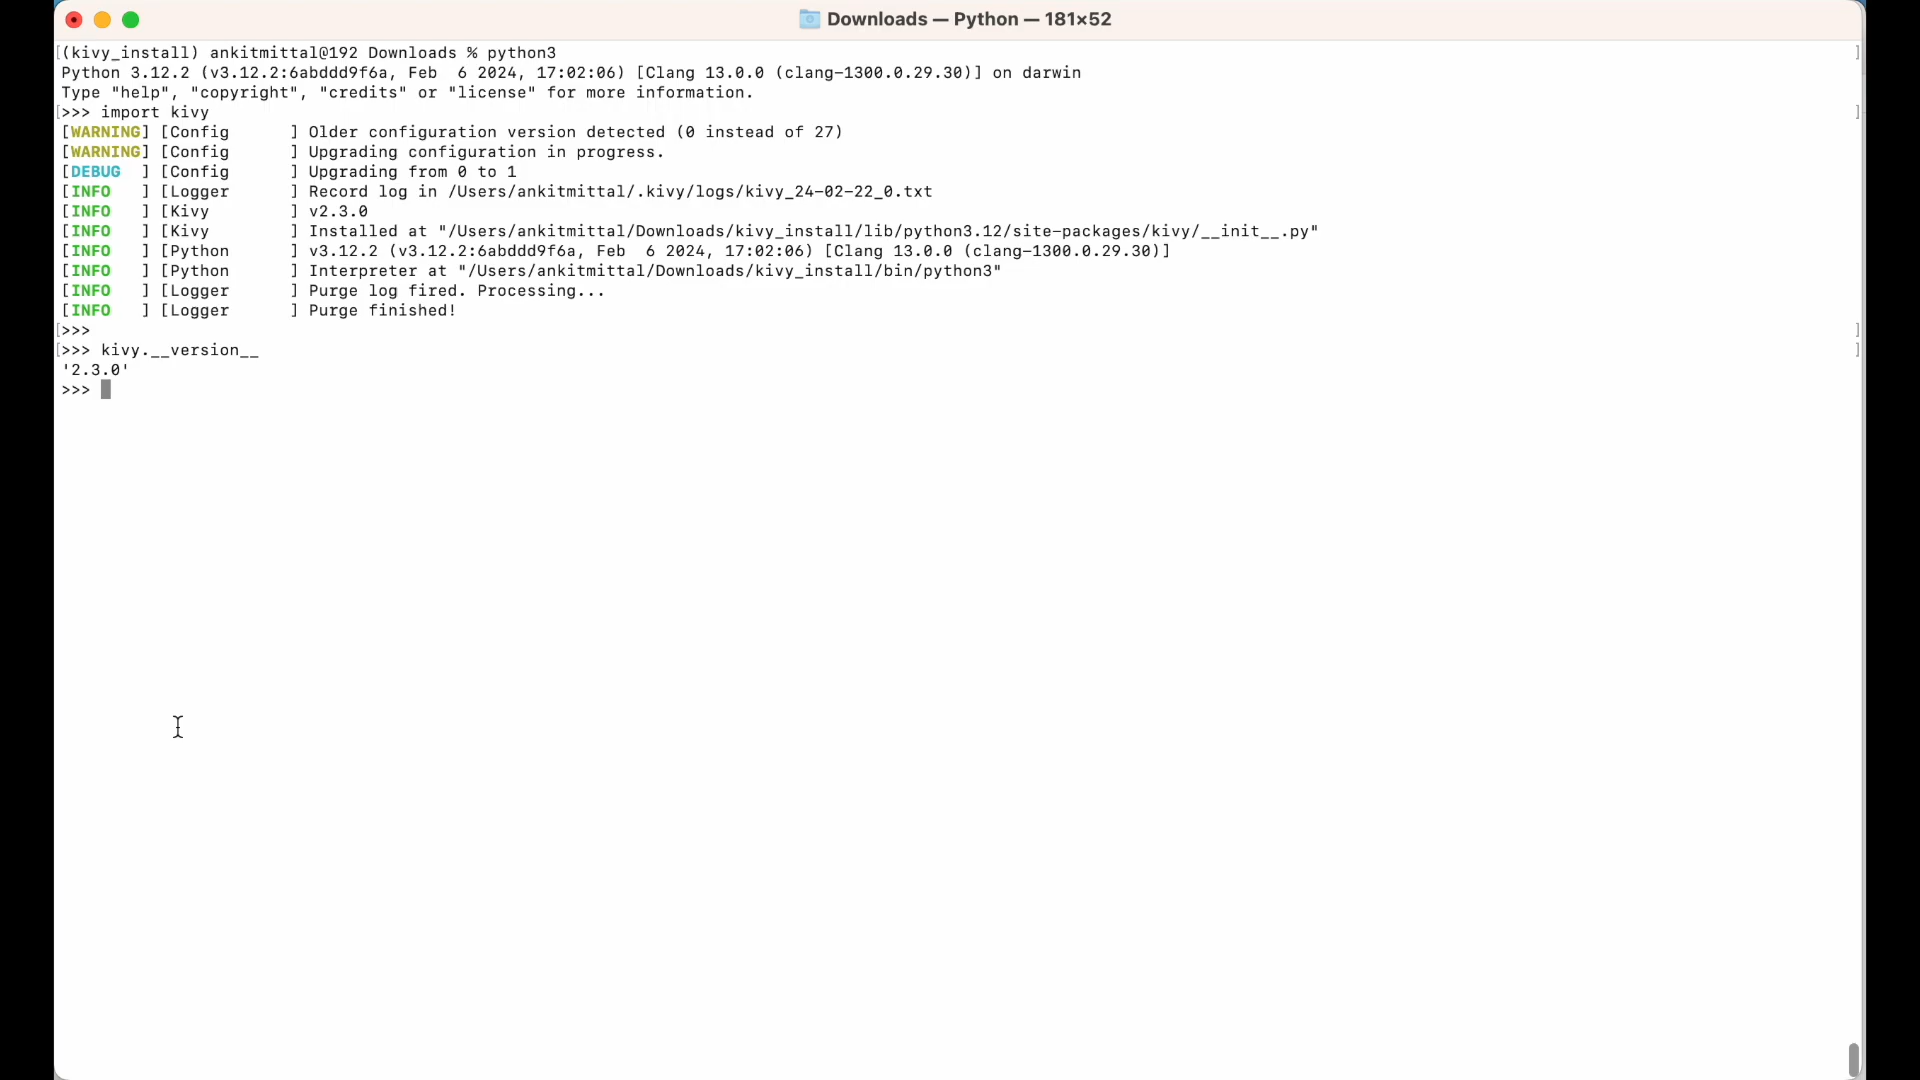 Downloads — Python — 181×52
[(kivy_install) ankitmittal@192 Downloads % python3 ]
Python 3.12.2 (v3.12.2:6abddd9f6a, Feb  6 2024, 17:02:06) [Clang 13.0.0 (clang-1300.0.29.30)] on darwin
Type "help", "copyright", "credits" or "license" for more information.
[>>> import kivy ]
[WARNING] [Config      ] Older configuration version detected (0 instead of 27)
[WARNING] [Config      ] Upgrading configuration in progress.
[DEBUG  ] [Config      ] Upgrading from 0 to 1
[INFO   ] [Logger      ] Record log in /Users/ankitmittal/.kivy/logs/kivy_24-02-22_0.txt
[INFO   ] [Kivy        ] v2.3.0
[INFO   ] [Kivy        ] Installed at "/Users/ankitmittal/Downloads/kivy_install/lib/python3.12/site-packages/kivy/__init__.py"
[INFO   ] [Python      ] v3.12.2 (v3.12.2:6abddd9f6a, Feb  6 2024, 17:02:06) [Clang 13.0.0 (clang-1300.0.29.30)]
[INFO   ] [Python      ] Interpreter at "/Users/ankitmittal/Downloads/kivy_install/bin/python3"
[INFO   ] [Logger      ] Purge log fired. Processing...
[INFO   ] [Logger      ] Purge finished!
[>>> ]
[>>> kivy.__version__ ]
'2.3.0'
>>>